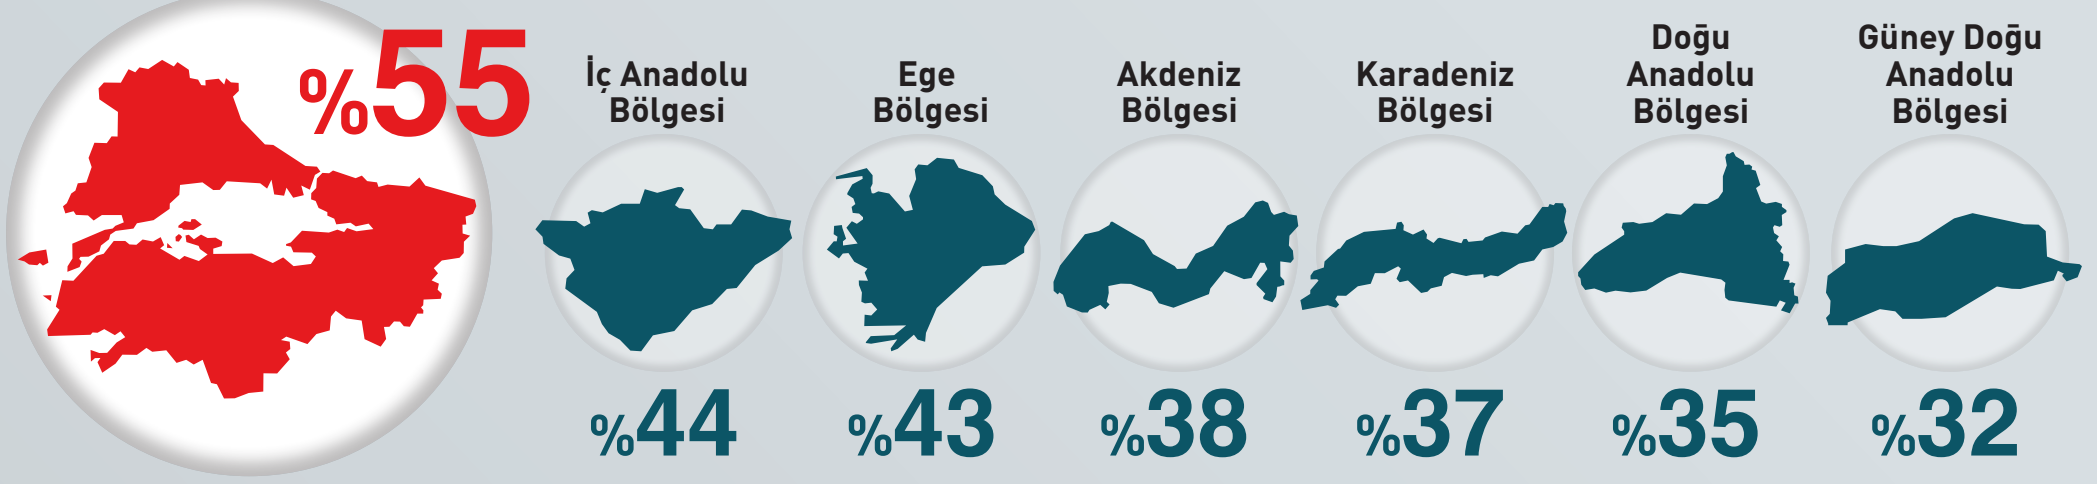 %55
İç Anadolu
Bölgesi
%44
Ege
Bölgesi
%43
Akdeniz
Bölgesi
%38
Karadeniz
Bölgesi
%37
Doğu
Anadolu
Bölgesi
%35
Güney Doğu
Anadolu
Bölgesi
%32